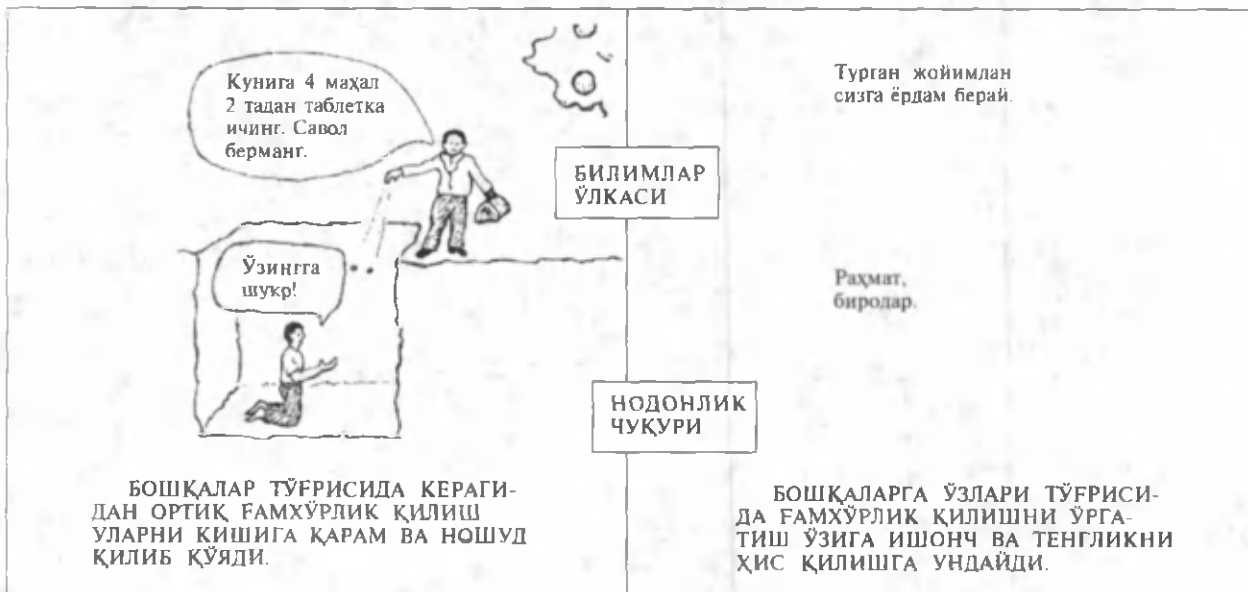 Кунига 4 маҳал
2 тадан таблетка
ичинг. Савол
берманг.
Ўзингга
шукр!
БОШҚАЛАР ТЎҒРИСИДА КЕРАГИ-
ДАН ОРТИҚ ҒАМХЎРЛИК ҚИЛИШ
УЛАРНИ КИШИГА ҚАРАМ ВА НОШУД
ҚИЛИБ ҚЎЯДИ.
БИЛИМЛАР
ЎЛКАСИ
НОДОНЛИК
ЧУҚУРИ
Турган жойимдан
сизга ёрдам берай.
Раҳмат,
биродар.
БОШҚАЛАРГА ЎЗЛАРИ ТЎҒРИСИ-
ДА ҒАМХЎРЛИК ҚИЛИШНИ ЎРГА-
ТИШ ЎЗИГА ИШОНЧ ВА ТЕНГЛИКНИ
ҲИС ҚИЛИШГА УНДАЙДИ.